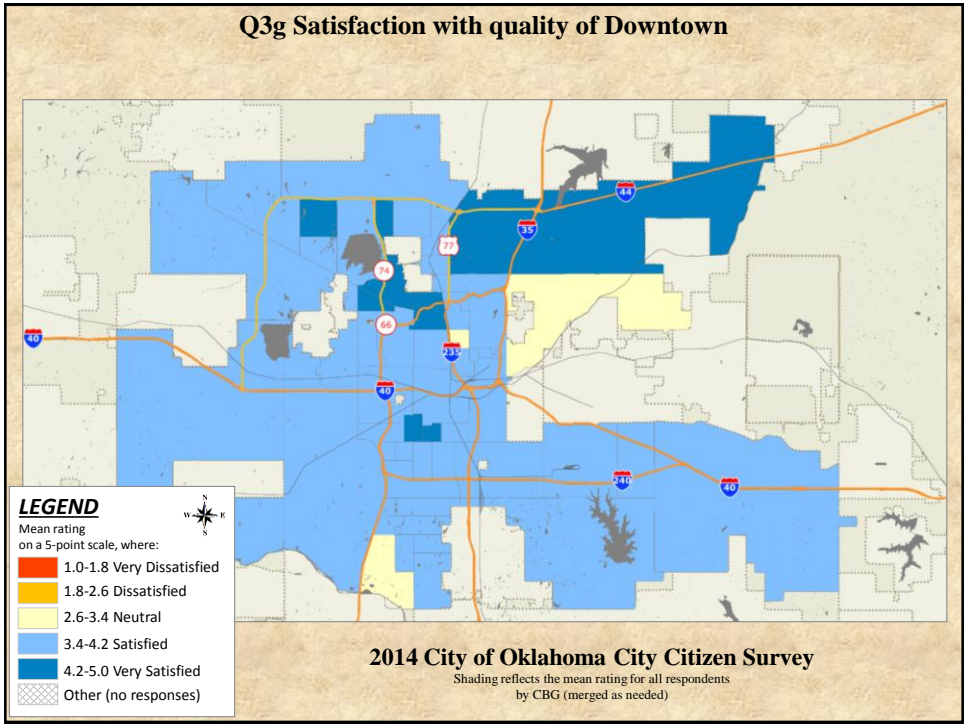 Q3g Satisfaction with quality of Downtown
44
35
77
74
66
40
235
40
240
40
LEGEND
N
W E
S
Mean rating
on a 5-point scale, where:
1.0-1.8 Very Dissatisfied
1.8-2.6 Dissatisfied
2.6-3.4 Neutral
3.4-4.2 Satisfied
4.2-5.0 Very Satisfied
Other (no responses)
2014 City of Oklahoma City Citizen Survey
Shading reflects the mean rating for all respondents
by CBG (merged as needed)